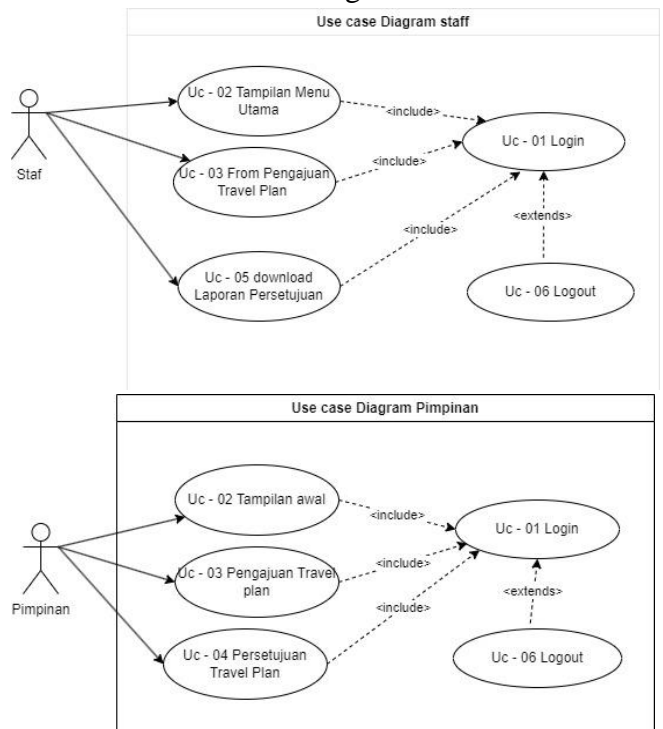 Use case Diagram staff
Uc - 02 Tampilan Menu
Utama
<include>
Uc - 01 Login
<include>
Uc - 03 From Pengajuan
Travel Plan
Staf
<extends>
<include>
Uc - 05 download
Laporan Persetujuan
Uc - 06 Logout
Use case Diagram Pimpinan
Uc - 02 Tampilan awal
<include>
Uc - 01 Login
<include>
Uc - 03 Pengajuan Travel
plan
<extends>
Pimpinan
<include>
Uc - 04 Persetujuan
Travel Plan
Uc - 06 Logout